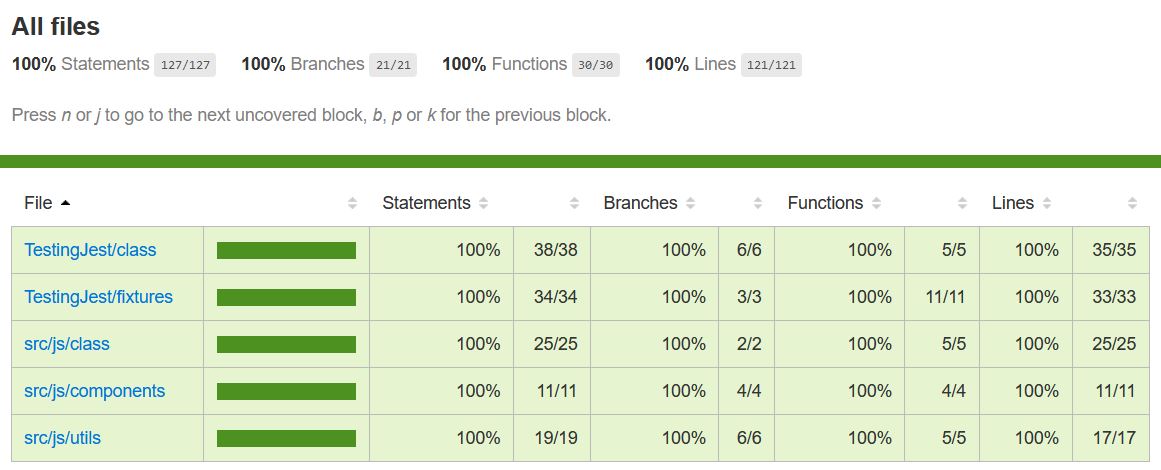 All files
100% Statements 127/127 100% Branches 21/21 100% Functions 30/30 100% Lines 121/121
Press n or j to go to the next uncovered block, b, p or k for the previous block.
File Statements Branches Functions Lines
TestingJest/class 100% 38/38 100% 6/6 100% 5/5 100% 35/35
TestingJest/fixtures 100% 34/34 100% 3/3 100% 11/11 100% 33/33
src/js/class 100% 25/25 100% 2/2 100% 5/5 100% 25/25
src/js/components 100% 11/11 100% 4/4 100% 4/4 100% 11/11
src/js/utils 100% 19/19 100% 6/6 100% 5/5 100% 17/17